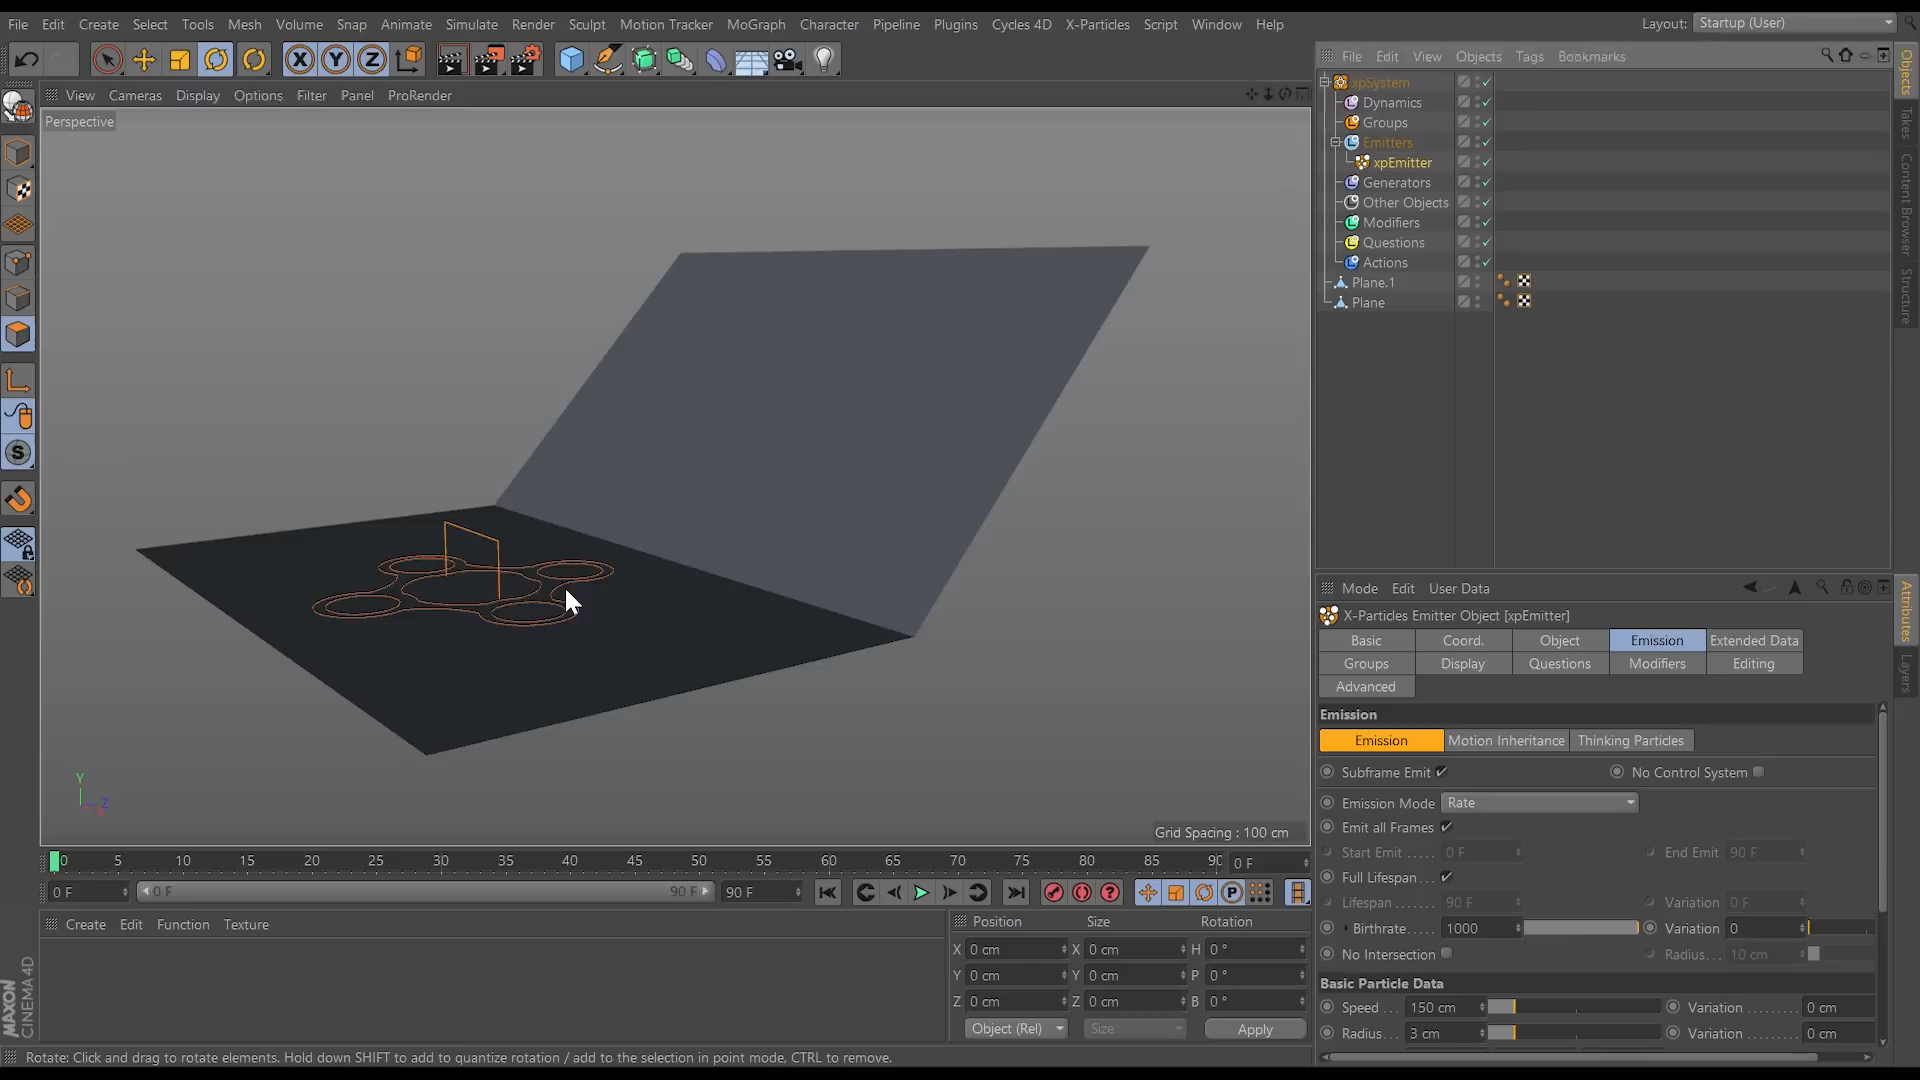 File Edit Create Select Tools Mesh Volume Snap Animate Simulate Render Sculpt Motion Tracker MoGraph Character Pipeline Plugins Cycles 4D X-Particles Script Window Help Layout: Startup (User)
X Y Z
View Cameras Display Options Filter Panel ProRender
File Edit View Objects Tags Bookmarks
Objects
Takes
Content Browser
Structure
Perspective
xpSystem
Dynamics
Groups
Emitters
xpEmitter
Generators
Other Objects
Modifiers
Questions
Actions
Plane.1
Plane
S
Mode Edit User Data
Attributes
Layers
X-Particles Emitter Object [xpEmitter]
Basic Coord. Object Emission Extended Data
Groups Display Questions Modifiers Editing
Advanced
Emission
Emission Motion Inheritance Thinking Particles
Subframe Emit No Control System
Emission Mode Rate
Emit all Frames
Start Emit ..... 0 F End Emit 90 F
Full Lifespan...
Lifespan....... 90 F Variation 0 F
Birthrate..... 1000 Variation 0
No Intersection Radius... 10 cm
Basic Particle Data
Speed ... 150 cm Variation ......... 0 cm
Radius... 3 cm Variation ......... 0 cm
Y
Z
Grid Spacing : 100 cm
0 5 10 15 20 25 30 35 40 45 50 55 60 65 70 75 80 85 90 0 F
0 F 0 F 90 F 90 F P
Create Edit Function Texture
Position Size Rotation
X 0 cm X 0 cm H 0 °
Y 0 cm Y 0 cm P 0 °
Z 0 cm Z 0 cm B 0 °
Object (Rel) Size Apply
MAXON
CINEMA 4D
Rotate: Click and drag to rotate elements. Hold down SHIFT to add to quantize rotation / add to the selection in point mode, CTRL to remove.